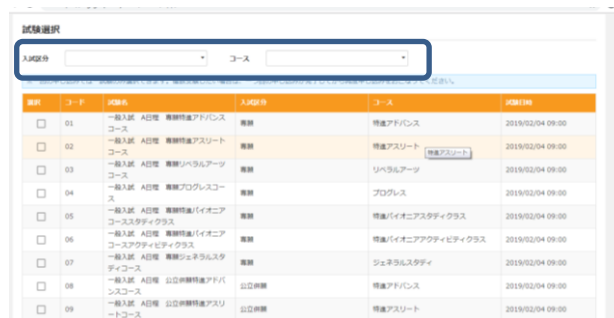 試験選択
入試区分
コース
選択 コード 試験名 入試区分 コース 試験日時
01 一般入試 A日程 専願特進アドバンス
コース
専願 特進アドバンス 2019/02/04 09:00
02 一般入試 A日程 専願特進アスリート
コース
専願 特進アスリート 2019/02/04 09:00
特進アスリート
03 一般入試 A日程 専願リベラルアーツ
コース
専願 リベラルアーツ 2019/02/04 09:00
04 一般入試 A日程 専願プログレスコー
ス
専願 プログレス 2019/02/04 09:00
05 一般入試 A日程 専願特進パイオニア
コーススタディクラス
専願 特進パイオニアスタディクラス 2019/02/04 09:00
06 一般入試 A日程 専願特進パイオニア
コースアクティビティクラス
専願 特進パイオニアアクティビティクラス 2019/02/04 09:00
07 一般入試 A日程 専願ジェネラルスタ
ディコース
専願 ジェネラルスタディ 2019/02/04 09:00
08 一般入試 A日程 公立併願特進アドバ
ンスコース
公立併願 特進アドバンス 2019/02/04 09:00
09 一般入試 A日程 公立併願特進アスリ
ートコース
公立併願 特進アスリート 2019/02/04 09:00